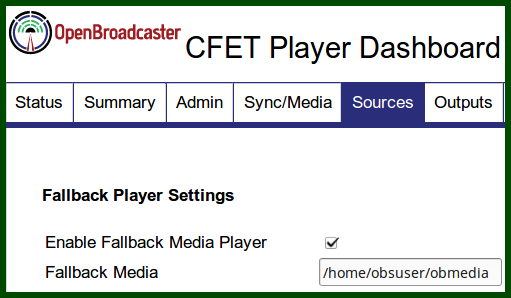 OpenBroadcaster
CFET Player Dashboard
Status Summary Admin Sync/Media Sources Outputs
Fallback Player Settings
Enable Fallback Media Player
Fallback Media /home/obsuser/obmedia